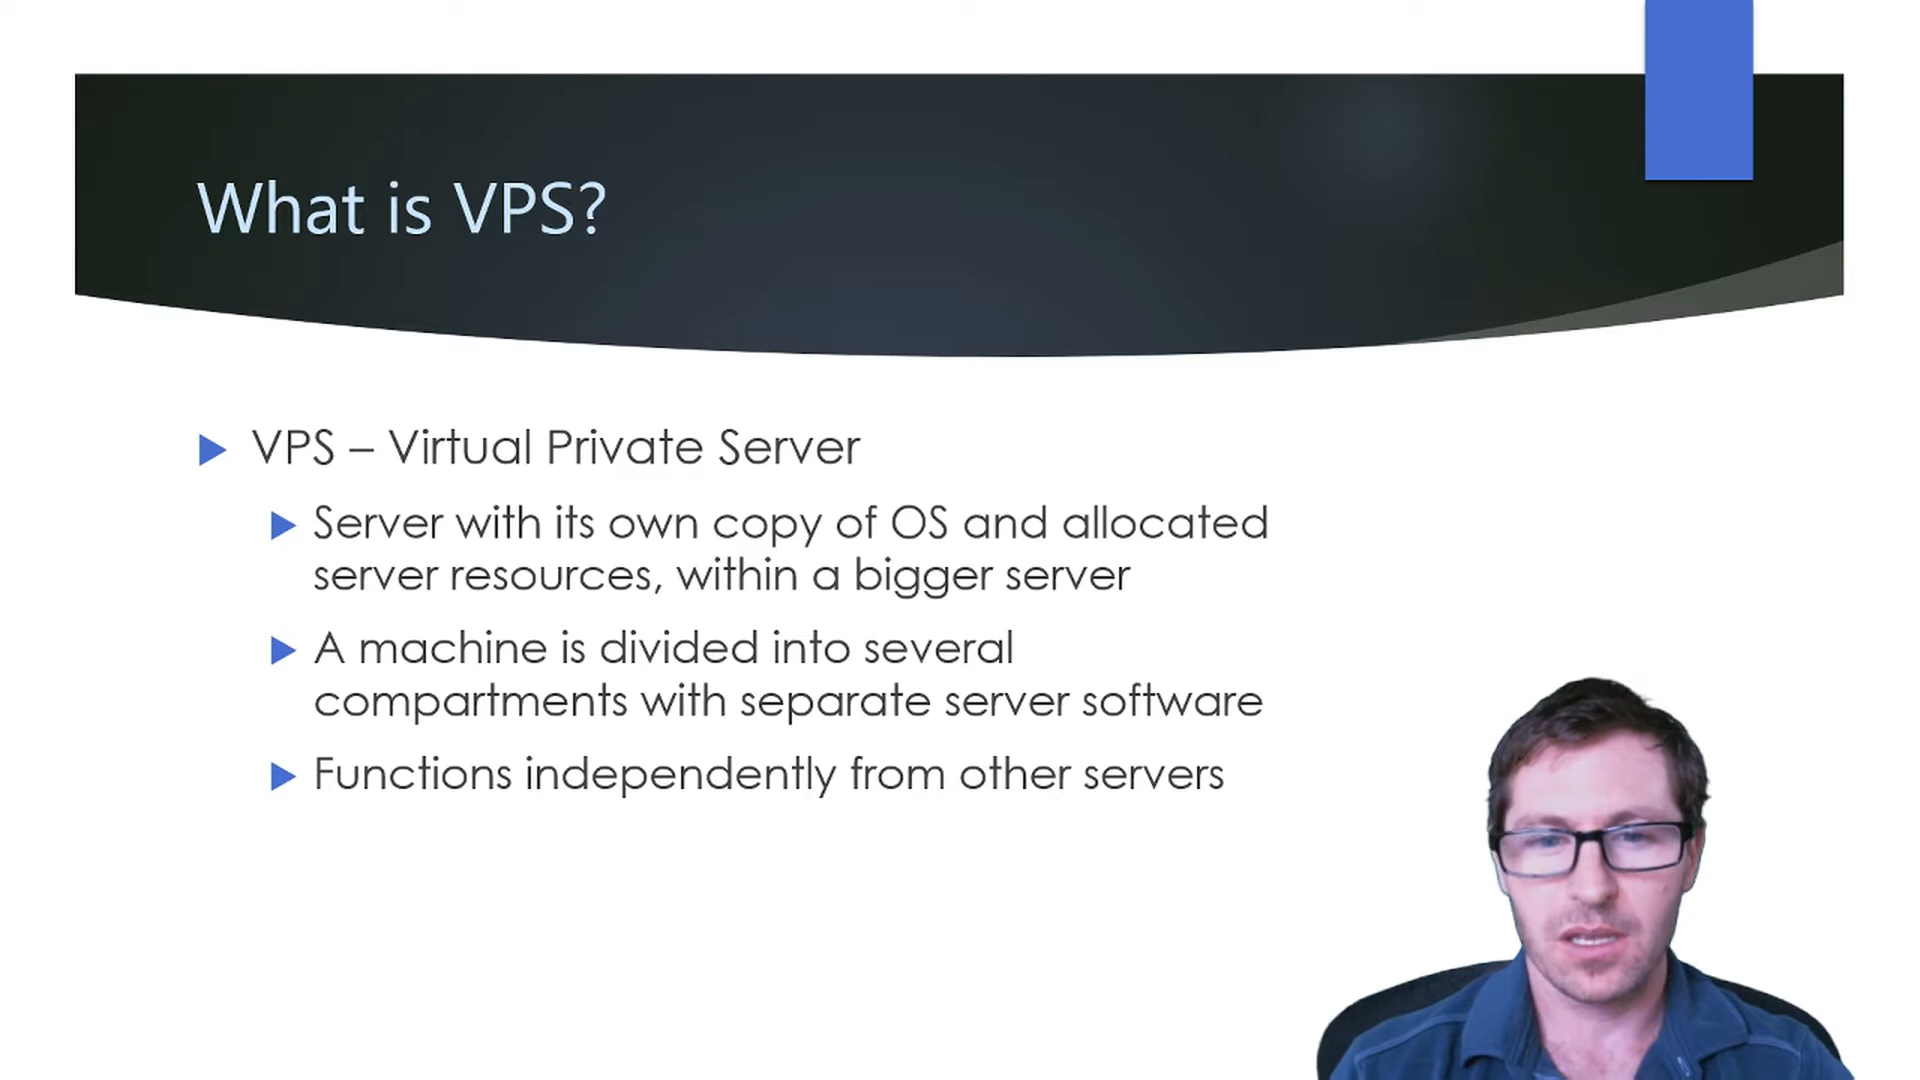 What is VPS?
VPS – Virtual Private Server
Server with its own copy of OS and allocated
server resources, within a bigger server
A machine is divided into several
compartments with separate server software
Functions independently from other servers